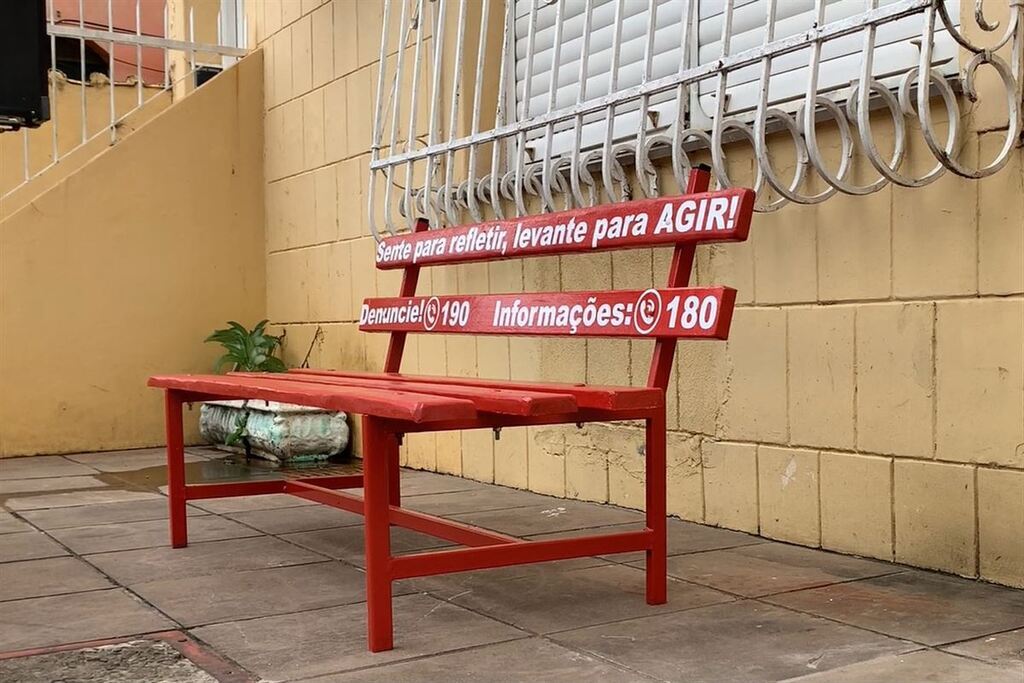 Sente para refletir, levante para AGIR!
Denuncie! 190 Informações: 180